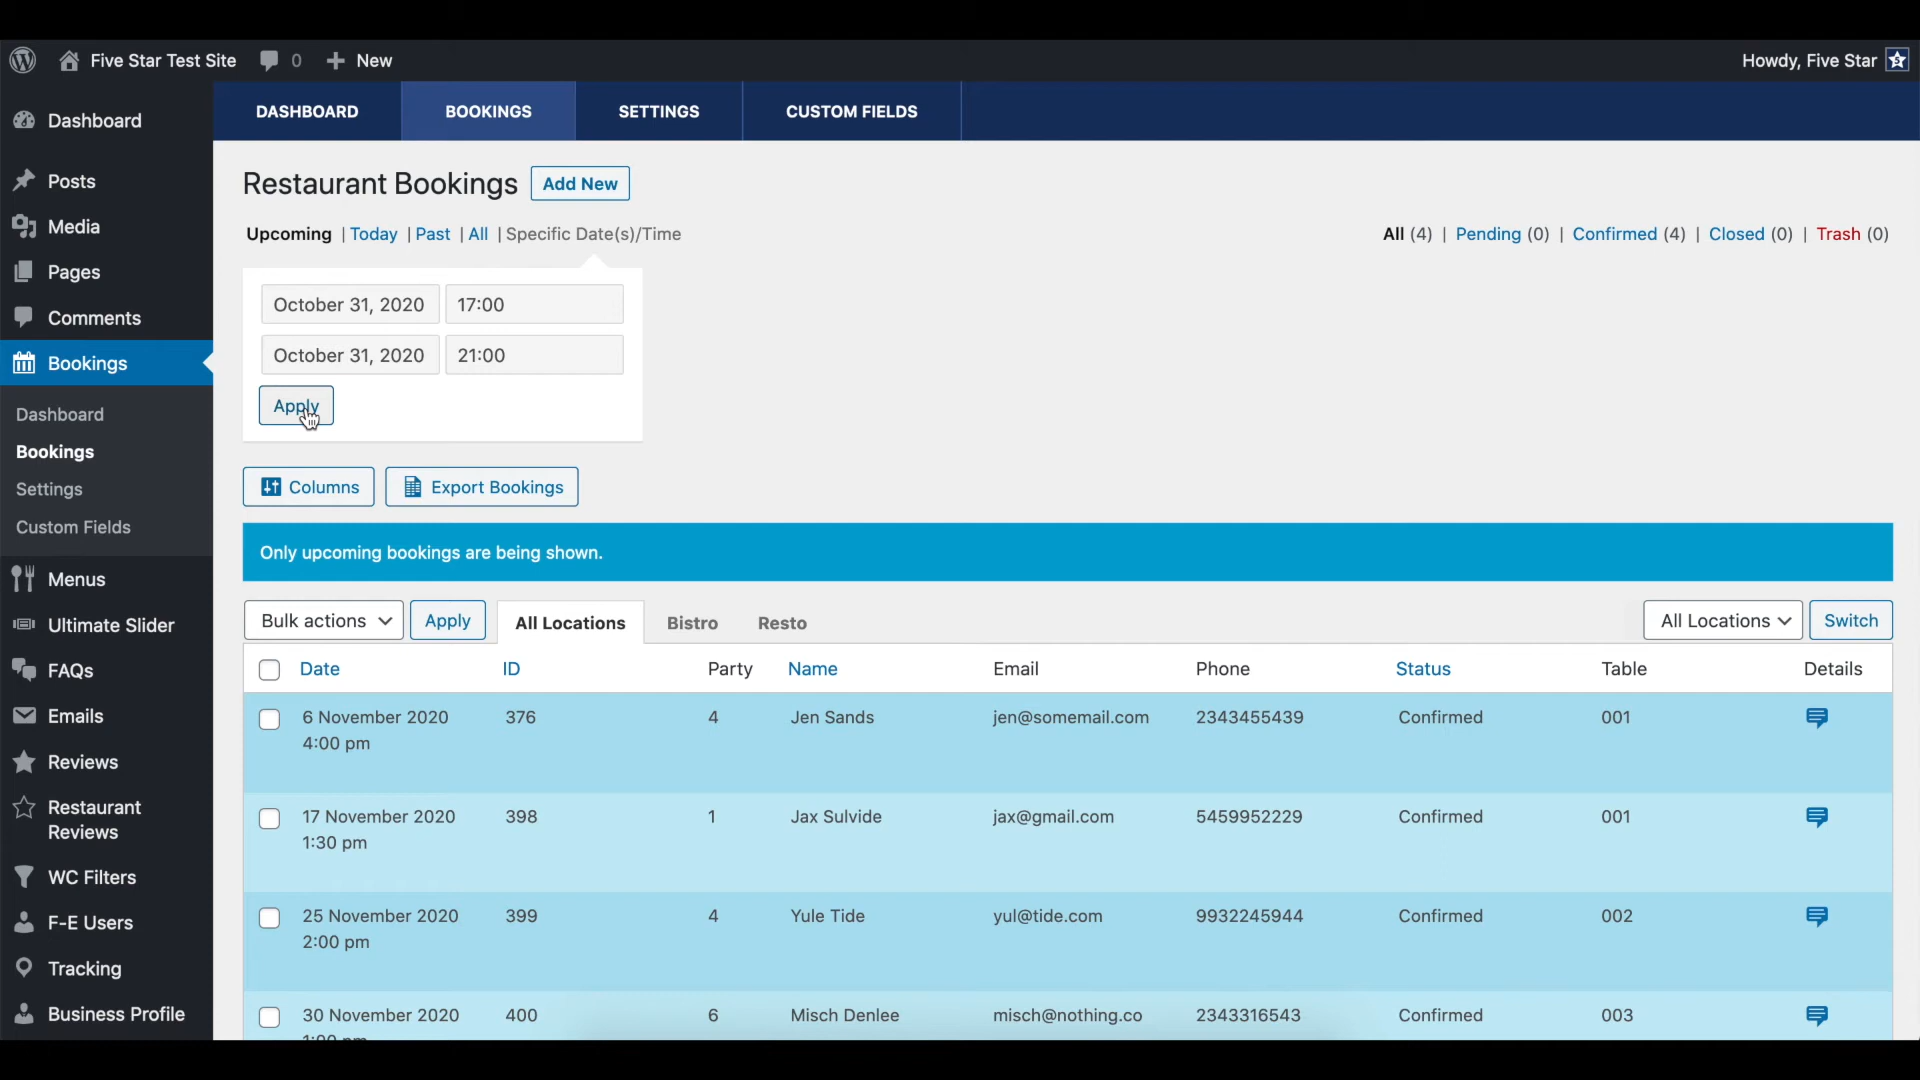 Five Star Test Site 0 New Howdy, Five Star
DASHBOARD BOOKINGS SETTINGS CUSTOM FIELDS
Dashboard
Posts
Media
Pages
Comments
Bookings
Dashboard
Bookings
Settings
Custom Fields
Menus
Ultimate Slider
FAQs
Emails
Reviews
Restaurant
Reviews
WC Filters
F-E Users
Tracking
Business Profile
Restaurant Bookings Add New
Upcoming | Today | Past | All | Specific Date(s)/Time
All (4) | Pending (0) | Confirmed (4) | Closed (0) | Trash (0)
October 31, 2020 17:00
October 31, 2020 21:00
Apply
Columns Export Bookings
Only upcoming bookings are being shown.
Bulk actions Apply All Locations Bistro Resto All Locations Switch
Date ID Party Name Email Phone Status Table Details
6 November 2020 376 4 Jen Sands jen@somemail.com 2343455439 Confirmed 001
4:00 pm
17 November 2020 398 1 Jax Sulvide jax@gmail.com 5459952229 Confirmed 001
1:30 pm
25 November 2020 399 4 Yule Tide yul@tide.com 9932245944 Confirmed 002
2:00 pm
30 November 2020 400 6 Misch Denlee misch@nothing.co 2343316543 Confirmed 003